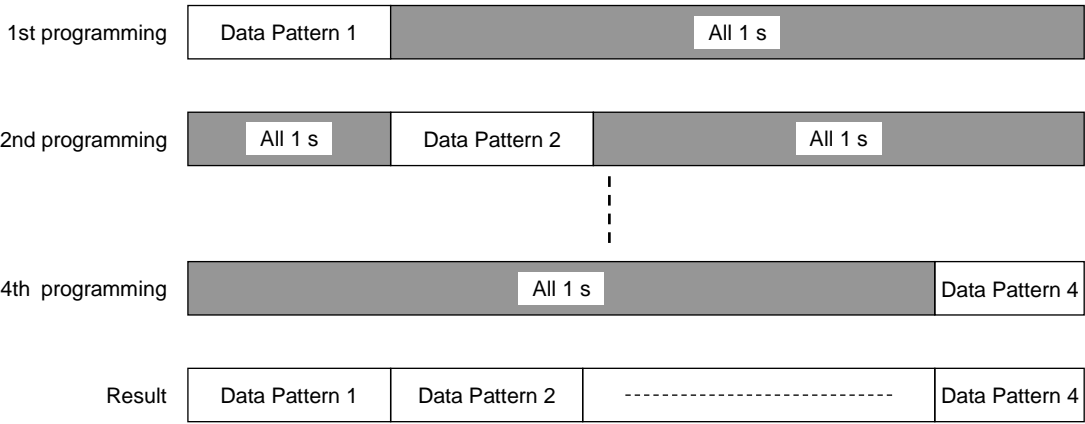 1st programming Data Pattern 1 All 1 s
2nd programming All 1 s Data Pattern 2 All 1 s
4th programming All 1 s Data Pattern 4
Result Data Pattern 1 Data Pattern 2 Data Pattern 4